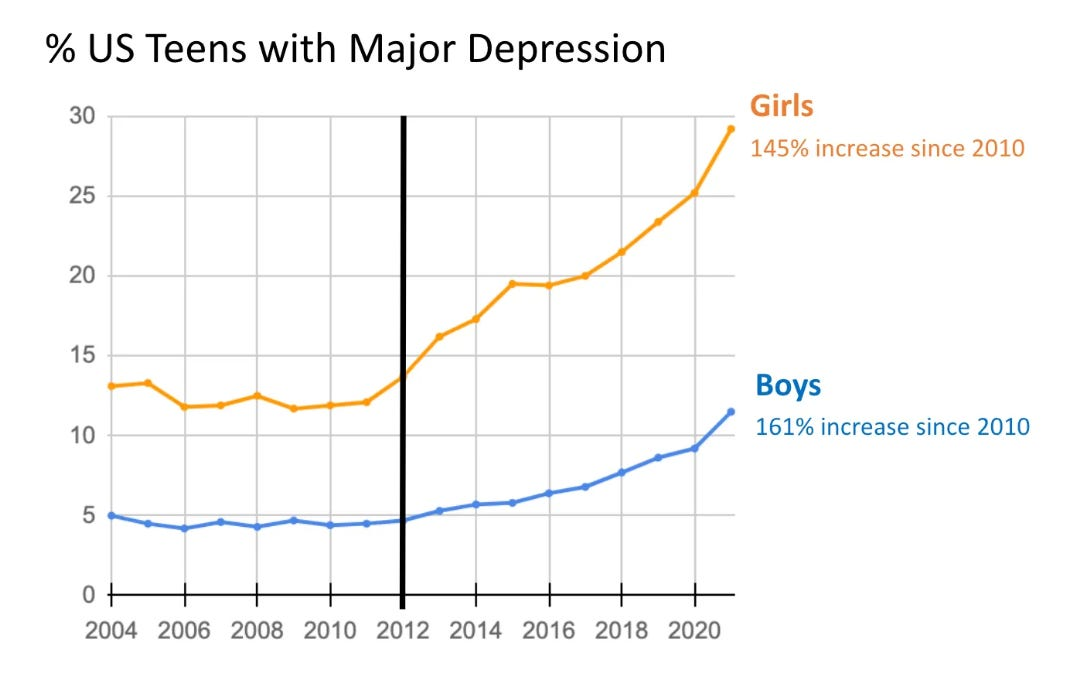 % US Teens with Major Depression
Girls
145% increase since 2010
30
25
20
15
10
5
0
Boys
161% increase since 2010
2004 2006 2008 2010 2012 2014 2016 2018 2020